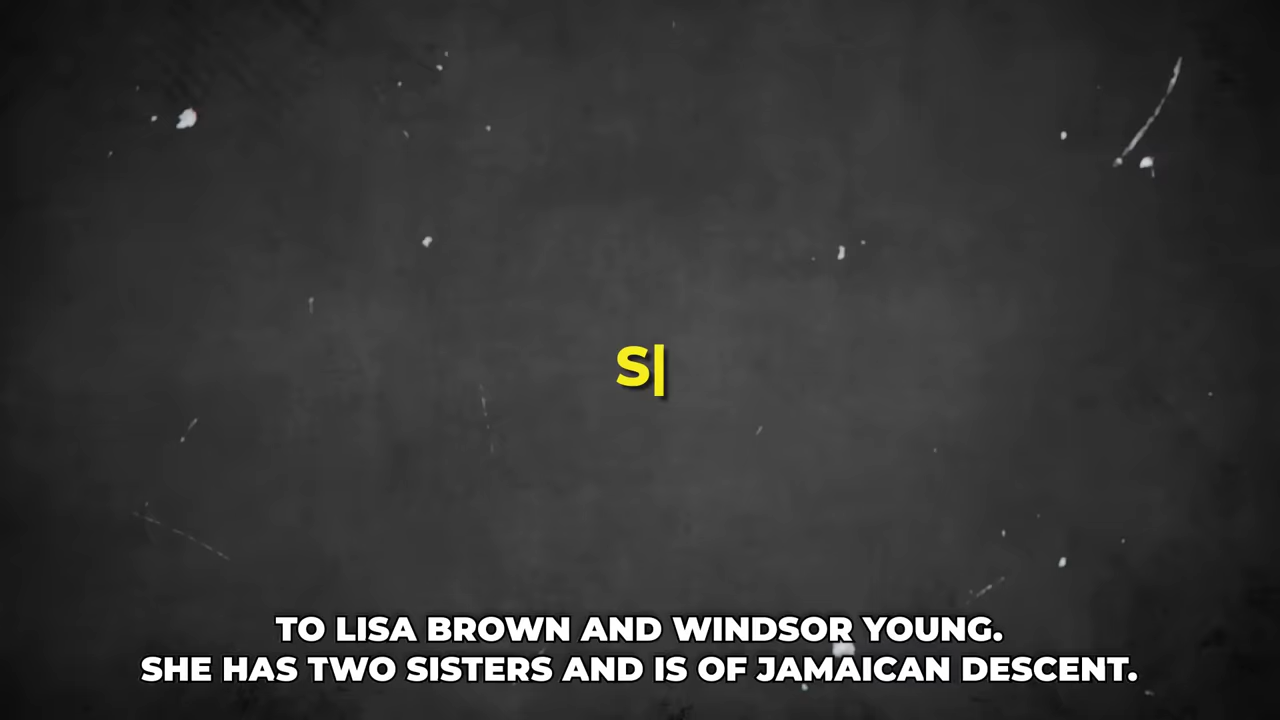 S|
TO LISA BROWN AND WINDSOR YOUNG.
SHE HAS TWO SISTERS AND IS OF JAMAICAN DESCENT.